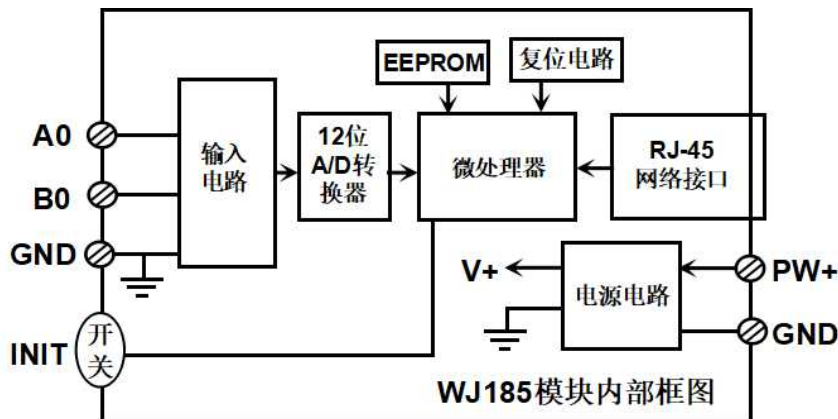 EEPROM
复位电路
A0
B0
GND
输入
电路
12位
A/D转
换器
微处理器
RJ-45
网络接口
V+
电源电路
PW+
GND
INIT
开
关
WJ185模块内部框图